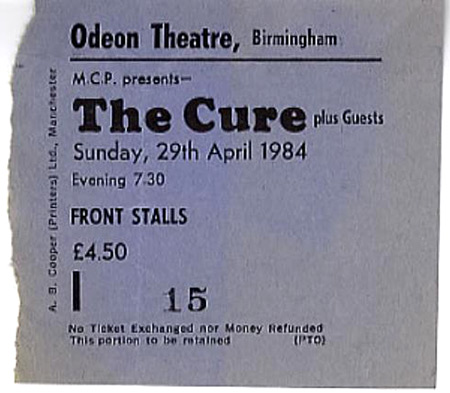 Odeon Theatre, Birmingham
M.C.P. presents—
The Cure plus Guests
Sunday, 29th April 1984
Evening 7.30
FRONT STALLS
£4.50
I 15
No Ticket Exchanged nor Money Refunded
This portion to be retained (PTO)
A. B. Cooper (Printers) Ltd., Manchester